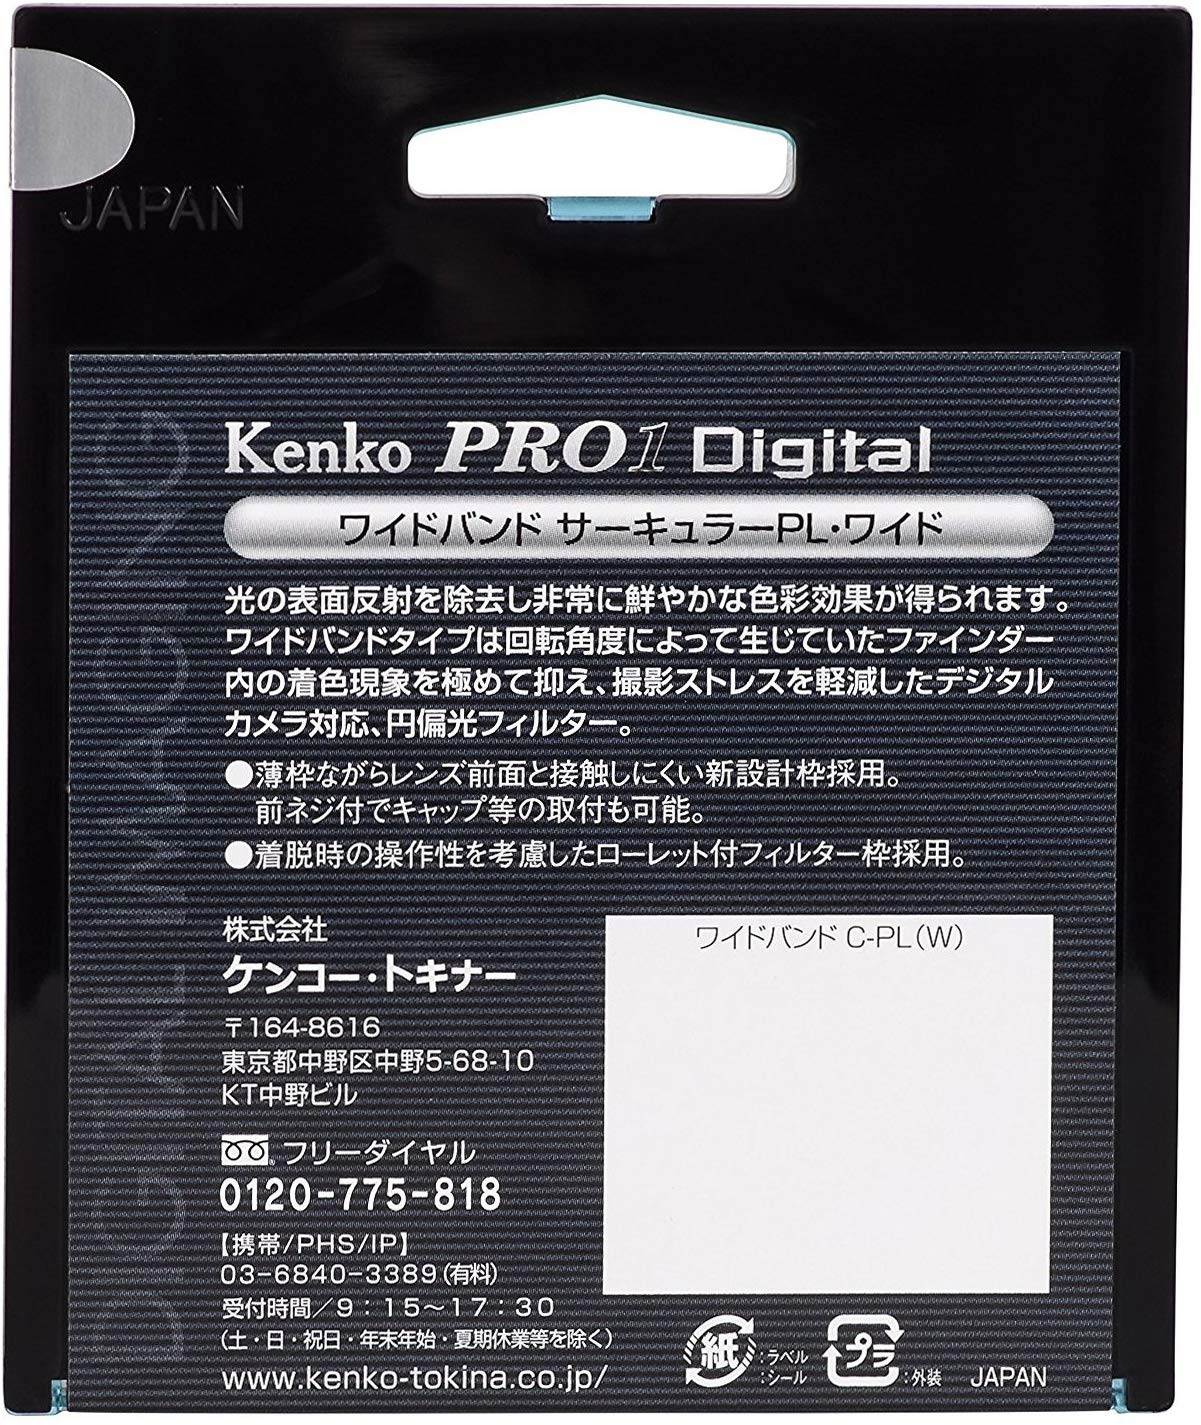 JAPAN
Kenko PRO1 Digital
ワイドバンド サーキュラーPL・ワイド
光の表面反射を除去し非常に鮮やかな色彩効果が得られます。
ワイドバンドタイプは回転角度によって生じていたファインダー
内の着色現象を極めて抑え、撮影ストレスを軽減したデジタル
カメラ対応、円偏光フィルター。
●薄枠ながらレンズ前面と接触しにくい新設計枠採用。
前ネジ付でキャップ等の取付も可能。
●着脱時の操作性を考慮したローレット付フィルター枠採用。
株式会社
ケンコー・トキナー
〒164-8616
東京都中野区中野5-68-10
KT中野ビル
フリーダイヤル
0120-775-818
【携帯/PHS/IP】
03-6840-3389(有料)
受付時間/9:15〜17:30
(土・日・祝日・年末年始・夏期休業等を除く)
www.kenko-tokina.co.jp/
ワイドバンド C-PL(W)
紙:ラベル
:シール
プラ:外装
JAPAN